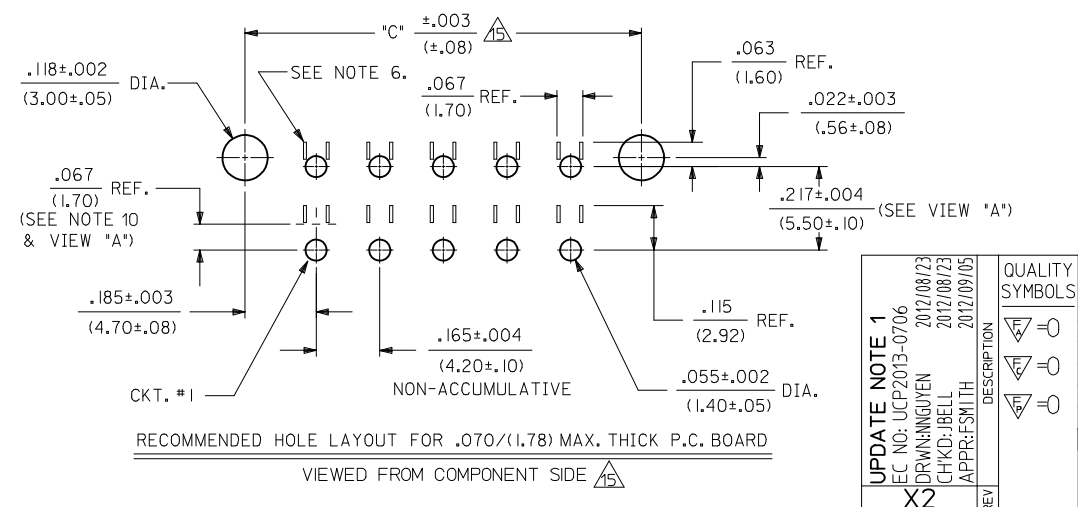 "C" ±.003
(±.08) 15
.118±.002 DIA.
(3.00±.05)
SEE NOTE 6.
.067 REF.
(1.70)
.063 REF.
(1.60)
.022±.003
(.56±.08)
.067 REF.
(1.70)
(SEE NOTE 10
& VIEW "A")
.217±.004 (SEE VIEW "A")
(5.50±.10)
.185±.003
(4.70±.08)
.165±.004
(4.20±.10)
NON-ACCUMULATIVE
.115 REF.
(2.92)
CKT. #1
.055±.002 DIA.
(1.40±.05)
RECOMMENDED HOLE LAYOUT FOR .070/(1.78) MAX. THICK P.C. BOARD
VIEWED FROM COMPONENT SIDE 15
UPDATE NOTE 1
EC NO: UCP2013-0706
DRWN:NNGUYEN 2012/08/23
CH'KD:JBELL 2012/08/23
APPR:FSMITH 2012/09/05
X2
DESCRIPTION
REV
QUALITY
SYMBOLS
FA =0
FC =0
FP =0